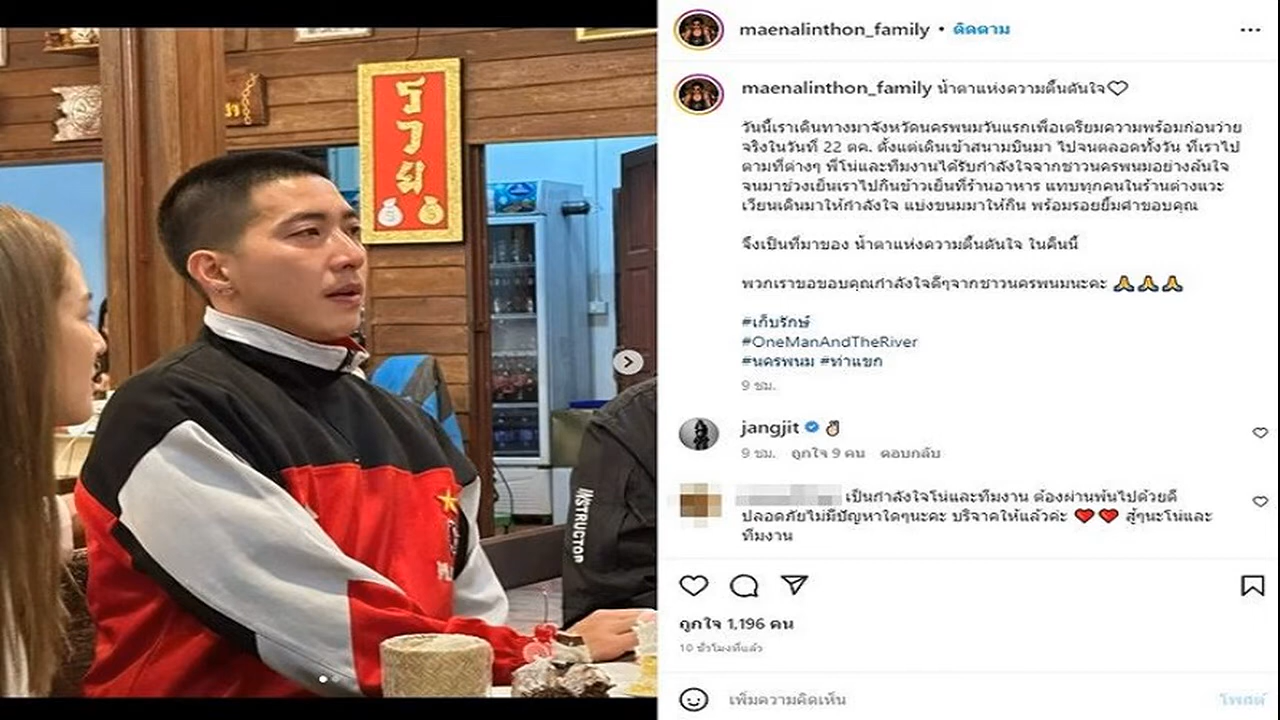 รวย
INSTRUCTOR
maenalinthon_family • ติดตาม
maenalinthon_family น้ำตาแห่งความตื้นตันใจ♡
วันนี้เราเดินทางมาจังหวัดนครพนมวันแรกเพื่อเตรียมความพร้อมก่อนว่าย
จริงในวันที่ 22 ตค. ตั้งแต่เดินเข้าสนามบินมา ไปจนตลอดทั้งวัน ที่เราไป
ตามที่ต่างๆ พี่โน่และทีมงานได้รับกำลังใจจากชาวนครพนมอย่างล้นใจ
จนมาช่วงเย็นเราไปกินข้าวเย็นที่ร้านอาหาร แทบทุกคนในร้านต่างแวะ
เวียนเดินมาให้กำลังใจ แบ่งขนมมาให้กิน พร้อมรอยยิ้มคำขอบคุณ
จึงเป็นที่มาของ น้ำตาแห่งความตื้นตันใจ ในคืนนี้
พวกเราขอขอบคุณกำลังใจดีๆจากชาวนครพนมนะคะ 🙏🙏🙏
#เก็บรักษ์
#OneManAndTheRiver
#นครพนม #ท่าแขก
9 ชม.
jangjit ✌🏻
9 ชม. ถูกใจ 9 คน ตอบกลับ
เป็นกำลังใจโน่และทีมงาน ต้องผ่านพ้นไปด้วยดี
ปลอดภัยไม่มีปัญหาใดๆนะคะ บริจาคให้แล้วค่ะ ❤️❤️ สู้ๆนะโน่และ
ทีมงาน
ถูกใจ 1,196 คน
10 ชั่วโมงที่แล้ว
เพิ่มความคิดเห็น
โพสต์